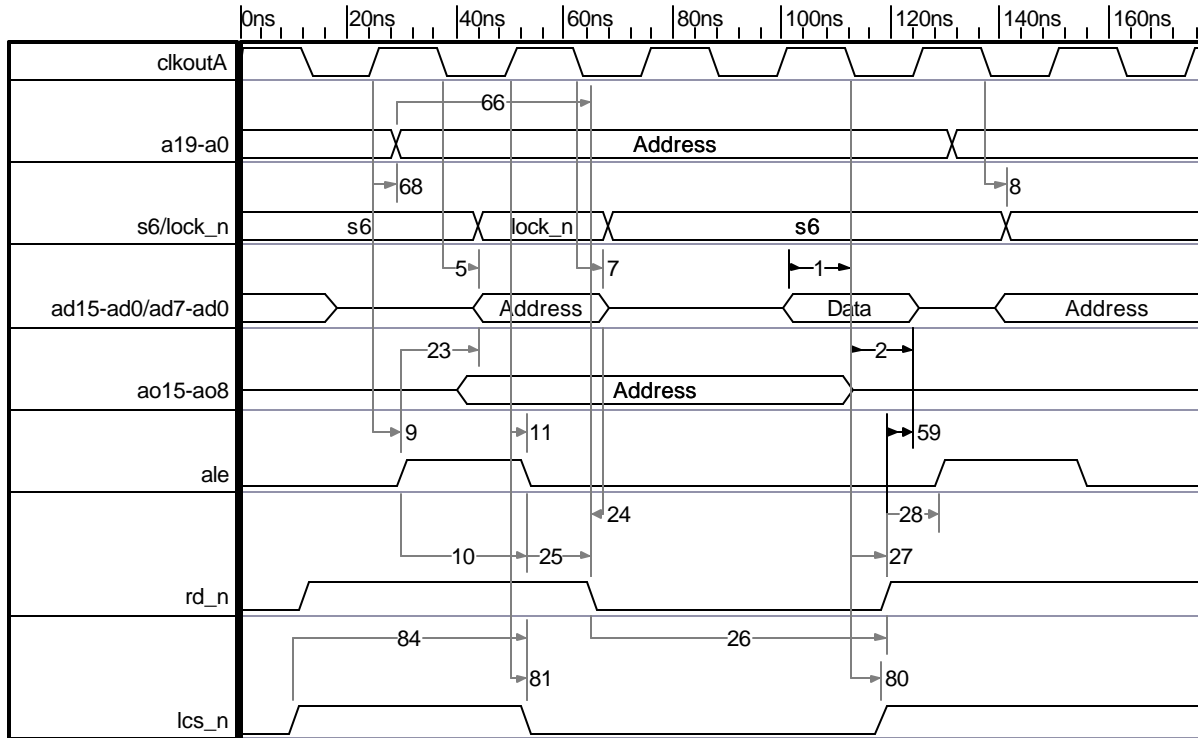 0ns 20ns 40ns 60ns 80ns 100ns 120ns 140ns 160ns
clkoutA
66
a19-a0 Address
68 8
s6/lock_n s6 lock_n s6
5 7 1
ad15-ad0/ad7-ad0 Address Data Address
23 2
ao15-ao8 Address
9 11 59
ale
24 28
10 25 27
rd_n
84 26
81 80
lcs_n